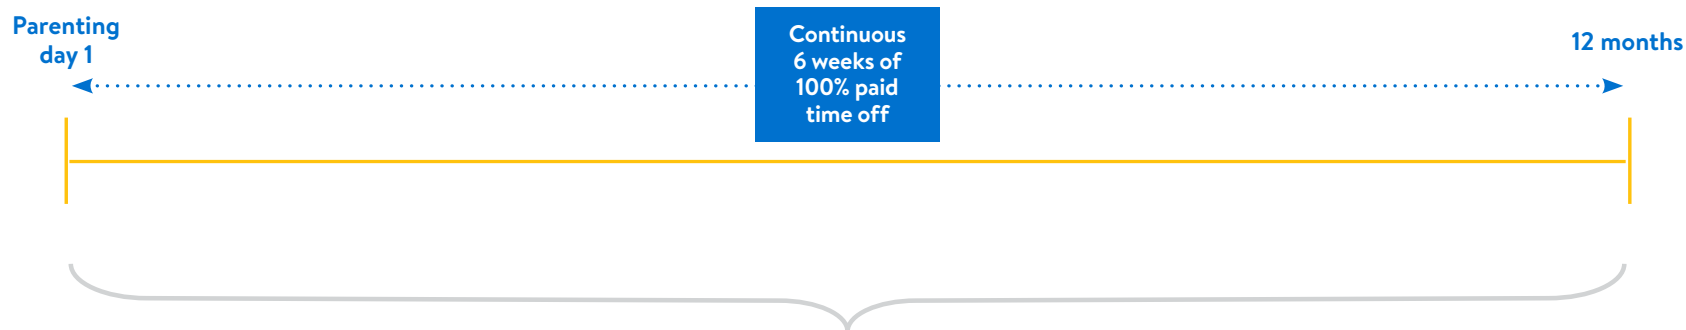 Parenting
day 1
Continuous
6 weeks of
100% paid
time off
12 months